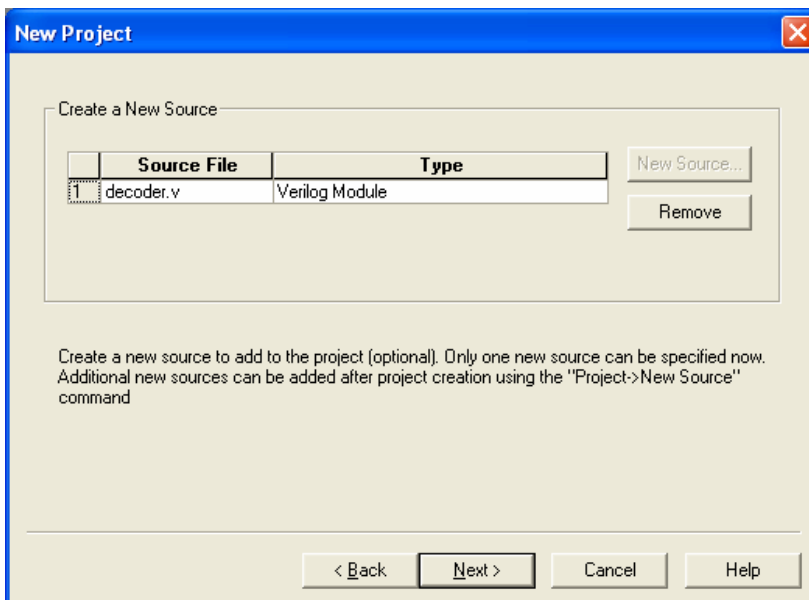 New Project
Create a New Source
Source File Type
1 decoder.v Verilog Module
New Source...
Remove
Create a new source to add to the project (optional). Only one new source can be specified now.
Additional new sources can be added after project creation using the "Project->New Source"
command
< Back Next > Cancel Help